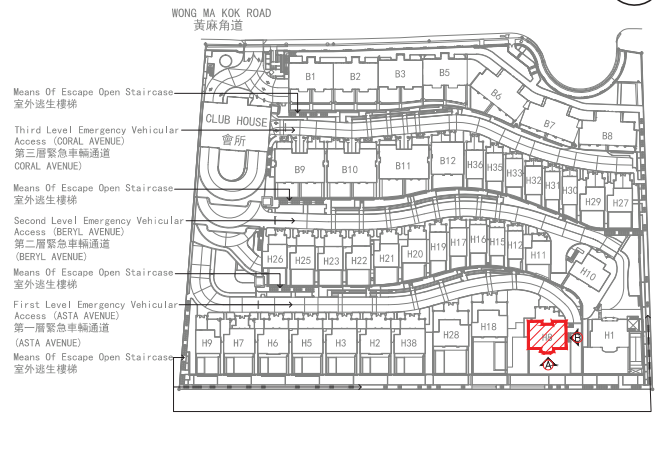 WONG MA KOK ROAD
黃麻角道
Means Of Escape Open Staircase
室外逃生樓梯
CLUB HOUSE
會所
Third Level Emergency Vehicular
Access (CORAL AVENUE)
第三層緊急車輛通道
CORAL AVENUE)
Means Of Escape Open Staircase
室外逃生樓梯
Second Level Emergency Vehicular
Access (BERYL AVENUE)
第二層緊急車輛通道
(BERYL AVENUE)
Means Of Escape Open Staircase
室外逃生樓梯
First Level Emergency Vehicular
Access (ASTA AVENUE)
第一層緊急車輛通道
(ASTA AVENUE)
Means Of Escape Open Staircase
室外逃生樓梯
B1 B2 B3 B5 B6 B7 B8
B9 B10 B11 B12 H36 H35 H33 H32 H31 H30 H29 H27
H26 H25 H23 H22 H21 H20 H19 H17 H16 H15 H12 H11 H10
H9 H7 H6 H5 H3 H2 H38 H28 H18 H8 H1
B
A